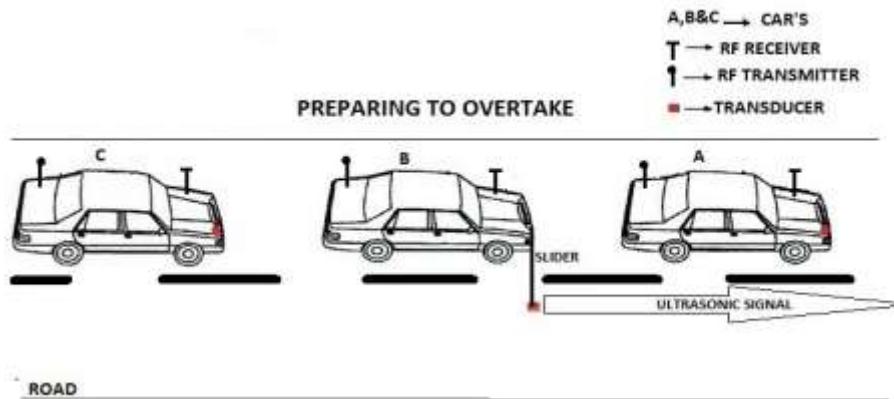 A,B&C → CAR'S
→ RF RECEIVER
→ RF TRANSMITTER
→ TRANSDUCER
PREPARING TO OVERTAKE
C
B
A
SLIDER
ULTRASONIC SIGNAL
ROAD